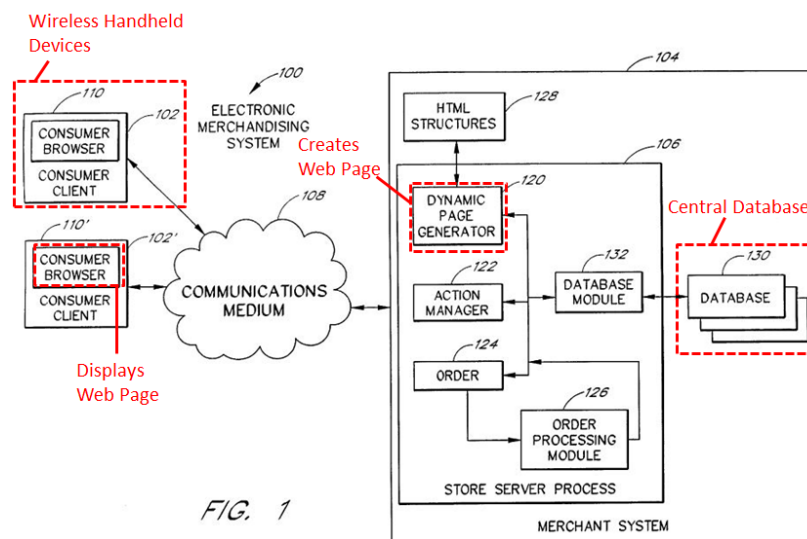 Wireless Handheld
Devices
110
102
CONSUMER
BROWSER
CONSUMER
CLIENT
100
ELECTRONIC
MERCHANDISING
SYSTEM
104
HTML
STRUCTURES
128
106
Creates
Web Page
120
DYNAMIC
PAGE
GENERATOR
Central Database
110'
102'
CONSUMER
BROWSER
CONSUMER
CLIENT
108
COMMUNICATIONS
MEDIUM
122
ACTION
MANAGER
132
DATABASE
MODULE
130
DATABASE
Displays
Web Page
124
ORDER
126
ORDER
PROCESSING
MODULE
STORE SERVER PROCESS
FIG. 1
MERCHANT SYSTEM